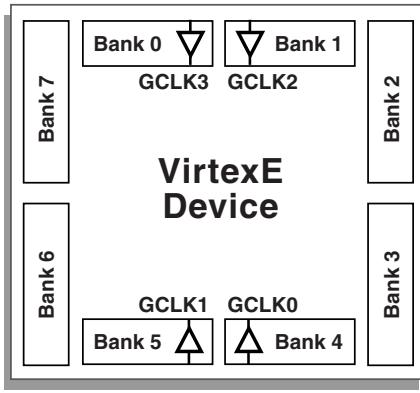 Bank 0
Bank 1
GCLK3 GCLK2
Bank 7
Bank 2
VirtexE
Device
Bank 6
Bank 3
GCLK1 GCLK0
Bank 5
Bank 4